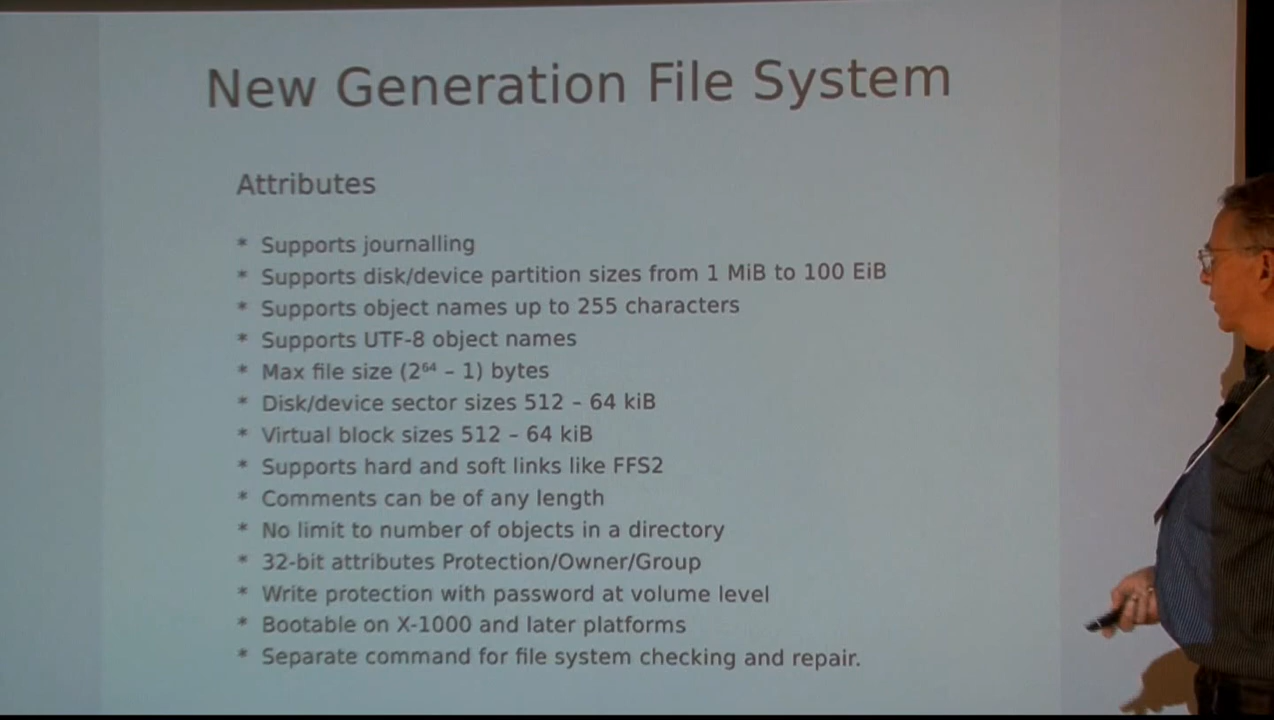 New Generation File System
Attributes
* Supports journalling
* Supports disk/device partition sizes from 1 MiB to 100 EiB
* Supports object names up to 255 characters
* Supports UTF-8 object names
* Max file size (2⁶⁴ – 1) bytes
* Disk/device sector sizes 512 – 64 kiB
* Virtual block sizes 512 – 64 kiB
* Supports hard and soft links like FFS2
* Comments can be of any length
* No limit to number of objects in a directory
* 32-bit attributes Protection/Owner/Group
* Write protection with password at volume level
* Bootable on X-1000 and later platforms
* Separate command for file system checking and repair.